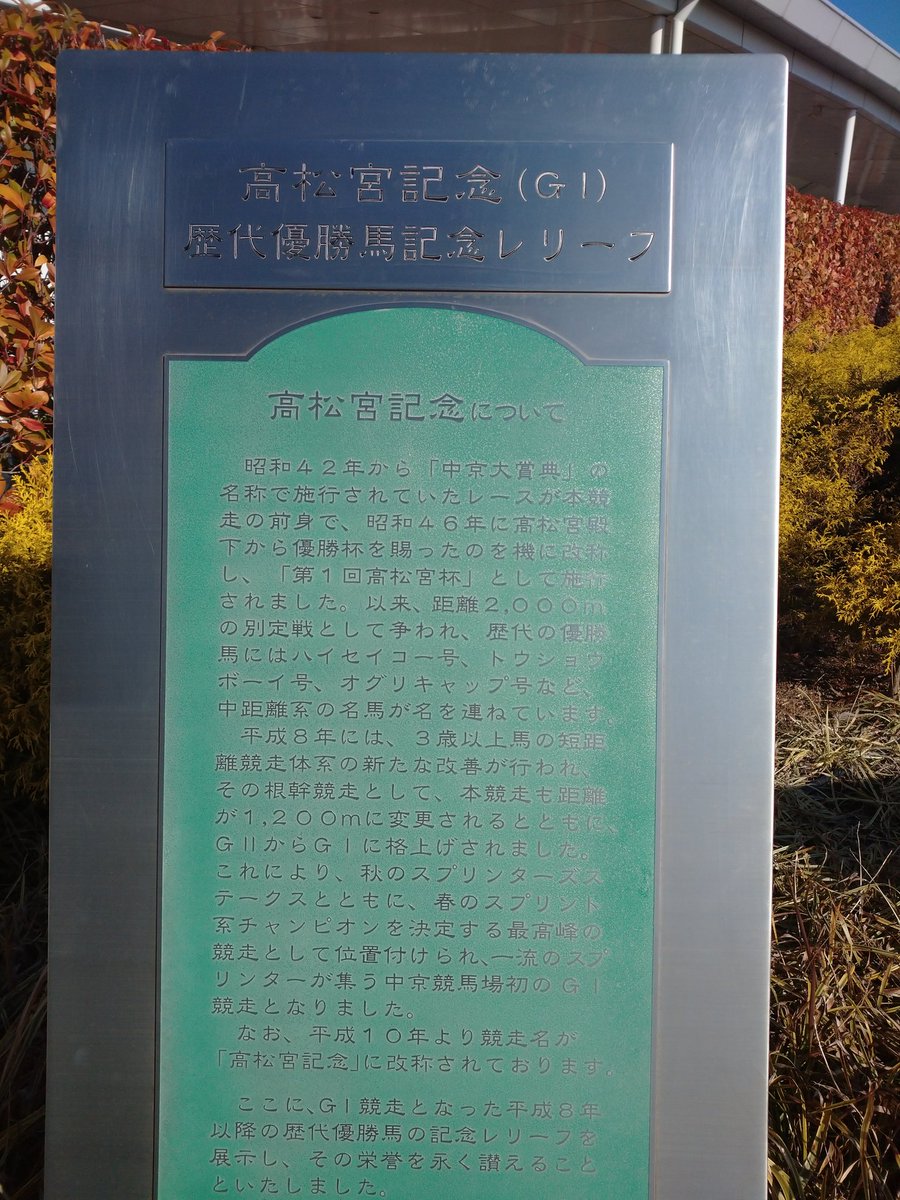 高松宮記念(GI)
歴代優勝馬記念レリーフ
高松宮記念について
昭和42年から「中京大賞典」の
名称で施行されていたレースが本競
走の前身で、昭和46年に高松宮殿
下から優勝杯を賜ったのを機に改称
し、「第1回高松宮杯」として施行
されました。以来、距離2,000m
の別定戦として争われ、歴代の優勝
馬にはハイセイコー号、トウショウ
ボーイ号、オグリキャップ号など、
中距離系の名馬が名を連ねています。
平成8年には、3歳以上馬の短距
離競走体系の新たな改善が行われ、
その根幹競走として、本競走も距離
が1,200mに変更されるとともに、
GIIからGIに格上げされました。
これにより、秋のスプリンターズス
テークスとともに、春のスプリント
系チャンピオンを決定する最高峰の
競走として位置付けられ、一流のスプ
リンターが集う中京競馬場初のGI
競走となりました。
なお、平成10年より競走名が
「高松宮記念」に改称されております。
ここに、GI競走となった平成8年
以降の歴代優勝馬の記念レリーフを
展示し、その栄誉を永く讃えること
といたしました。